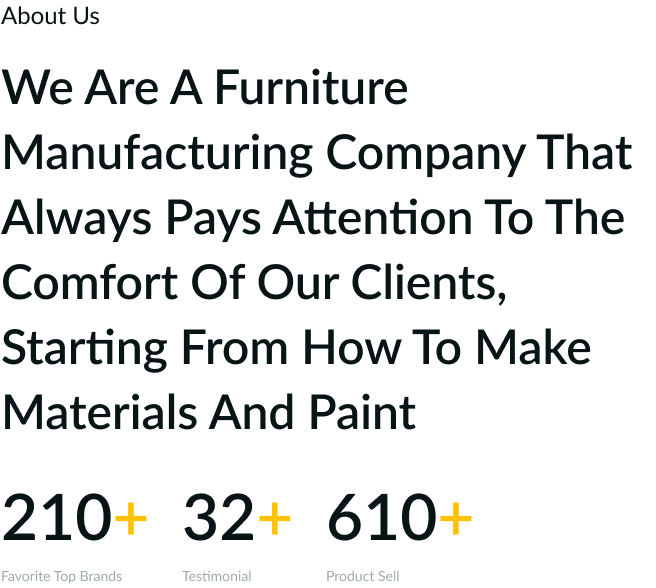 About Us
We Are A Furniture
Manufacturing Company That
Always Pays Attention To The
Comfort Of Our Clients,
Starting From How To Make
Materials And Paint
210+ 32+ 610+
Favorite Top Brands Testimonial Product Sell